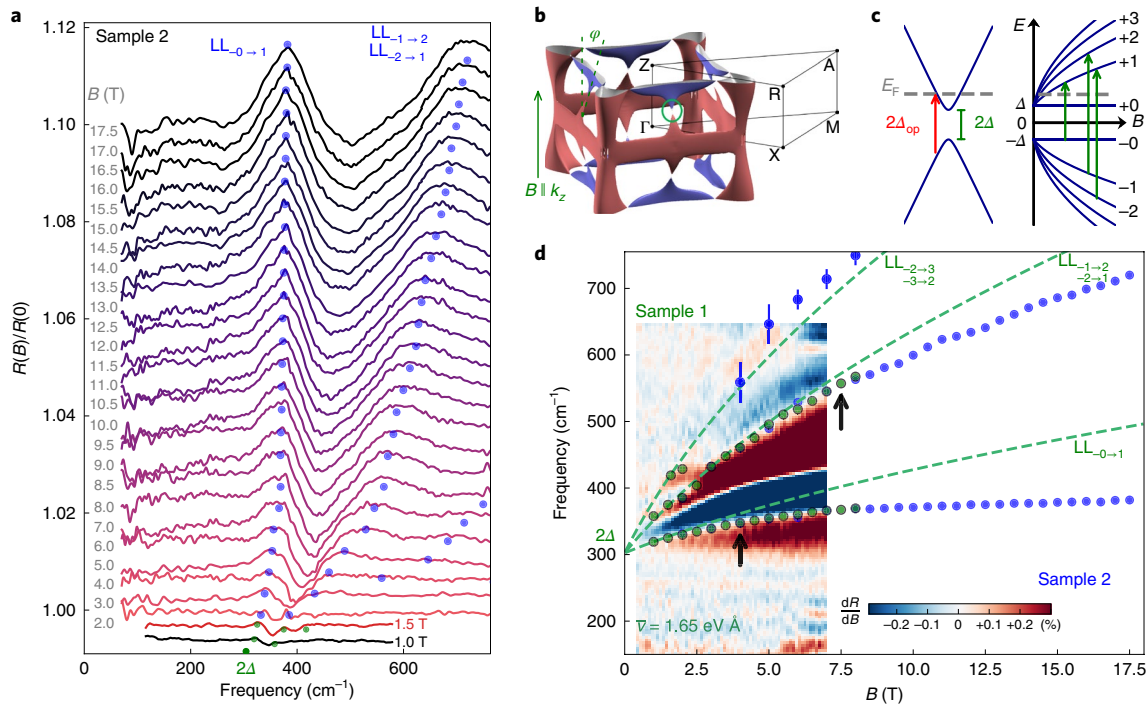 a
Sample 2
LL−0→1
LL−1→2
LL−2→1
B (T)
17.5
17.0
16.5
16.0
15.5
15.0
14.5
14.0
13.5
13.0
12.5
12.0
11.5
11.0
10.5
10.0
9.5
9.0
8.5
8.0
7.0
6.0
5.0
4.0
3.0
2.0
1.5 T
1.0 T
2Δ
1.12
1.10
1.08
1.06
1.04
1.02
1.00
R(B)/R(0)
0
200
400
600
Frequency (cm−1)
b
φ
Z
A
R
Γ
M
X
B ∥ kz
c
EF
2Δop
2Δ
E
B
Δ
0
−Δ
+3
+2
+1
+0
−0
−1
−2
d
Sample 1
LL−2→3
−3→2
LL−1→2
−2→1
LL−0→1
Sample 2
v̅ = 1.65 eV Å
dR
dB
−0.2
−0.1
0
+0.1
+0.2
(%)
700
600
500
400
300
200
2Δ
Frequency (cm−1)
0
2.5
5.0
7.5
10.0
12.5
15.0
17.5
B (T)